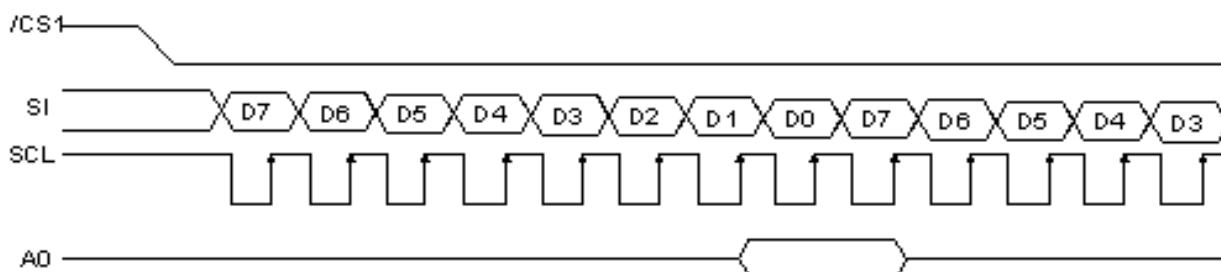 /CS1
SI D7 D6 D5 D4 D3 D2 D1 D0 D7 D6 D5 D4 D3
SCL
A0